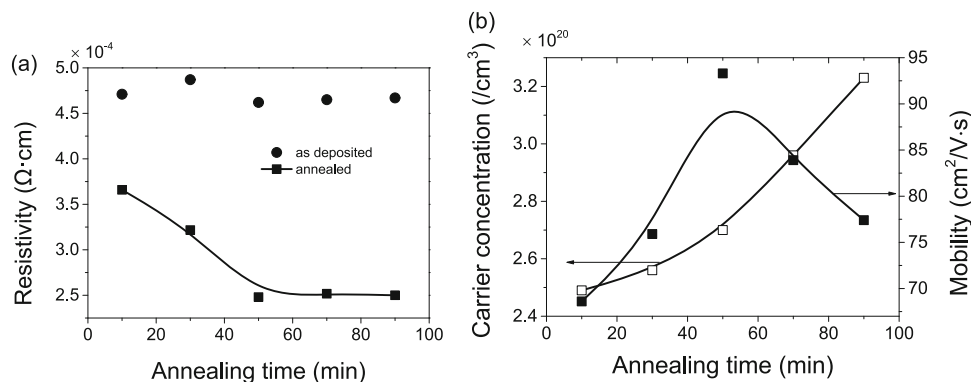 (a)
× 10⁻⁴
5.0
4.5
4.0
3.5
3.0
2.5
Resistivity (Ω·cm)
as deposited
annealed
0 20 40 60 80 100
Annealing time (min)
(b)
× 10²⁰
3.2
3.0
2.8
2.6
2.4
Carrier concentration (/cm³)
95
90
85
80
75
70
Mobility (cm²/V·s)
0 20 40 60 80 100
Annealing time (min)